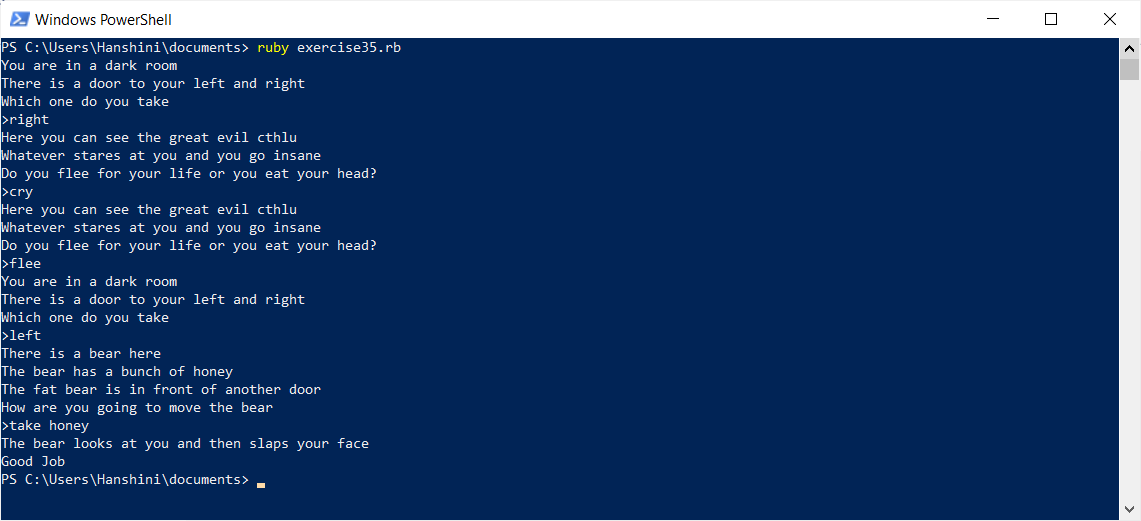 Windows PowerShell
PS C:\Users\Hanshini\documents> ruby exercise35.rb
You are in a dark room
There is a door to your left and right
Which one do you take
>right
Here you can see the great evil cthlu
Whatever stares at you and you go insane
Do you flee for your life or you eat your head?
>cry
Here you can see the great evil cthlu
Whatever stares at you and you go insane
Do you flee for your life or you eat your head?
>flee
You are in a dark room
There is a door to your left and right
Which one do you take
>left
There is a bear here
The bear has a bunch of honey
The fat bear is in front of another door
How are you going to move the bear
>take honey
The bear looks at you and then slaps your face
Good Job
PS C:\Users\Hanshini\documents>